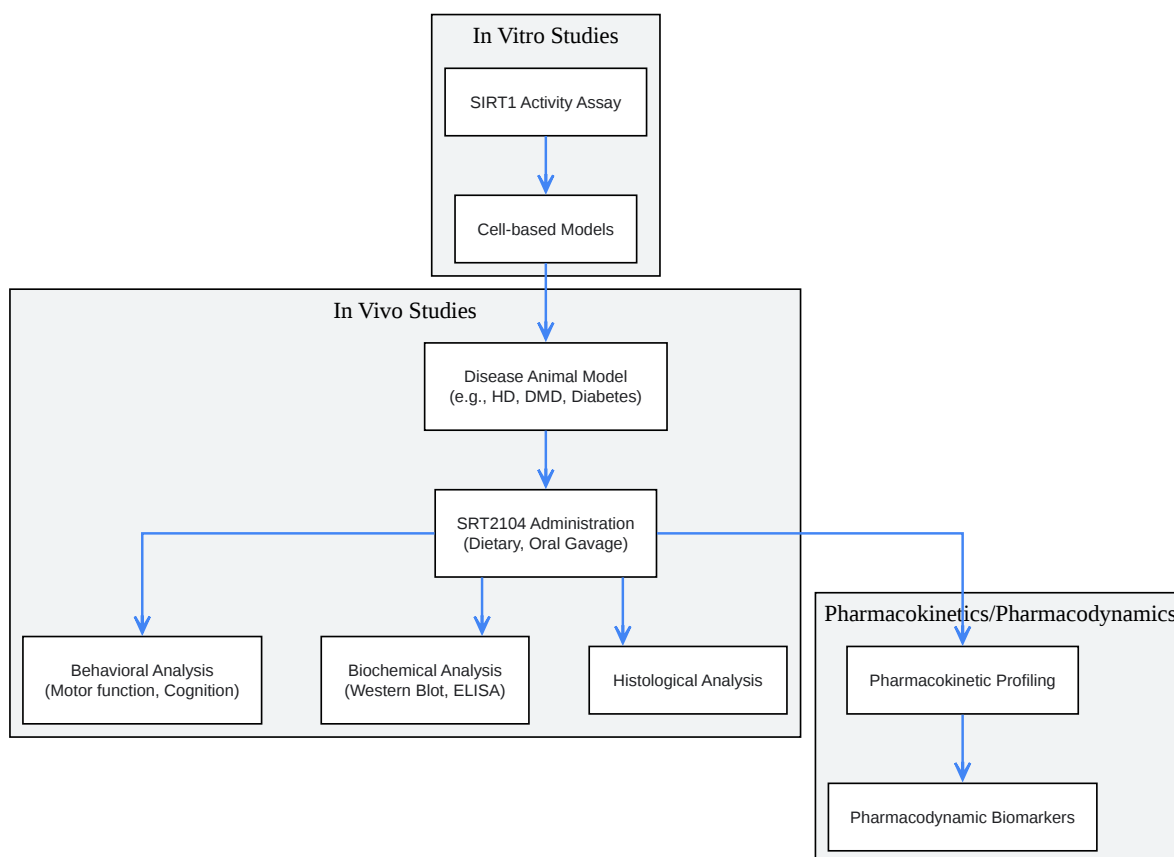 In Vitro Studies
SIRT1 Activity Assay
Cell-based Models
In Vivo Studies
Disease Animal Model
(e.g., HD, DMD, Diabetes)
SRT2104 Administration
(Dietary, Oral Gavage)
Behavioral Analysis
(Motor function, Cognition)
Biochemical Analysis
(Western Blot, ELISA)
Histological Analysis
Pharmacokinetics/Pharmacodynamics
Pharmacokinetic Profiling
Pharmacodynamic Biomarkers